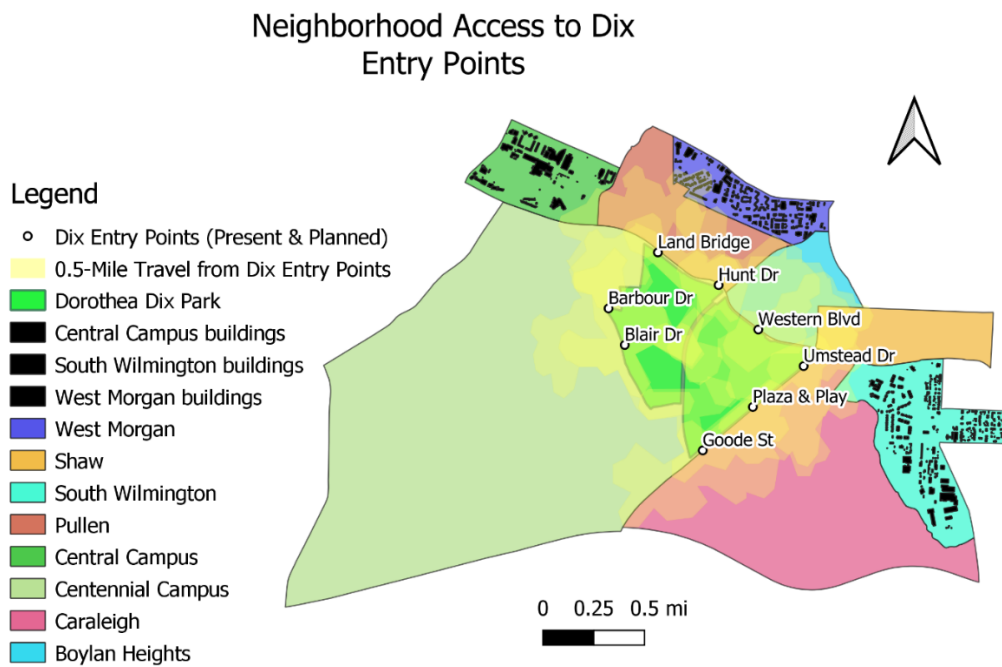 Neighborhood Access to Dix
Entry Points
Legend
Dix Entry Points (Present & Planned)
0.5-Mile Travel from Dix Entry Points
Dorothea Dix Park
Central Campus buildings
South Wilmington buildings
West Morgan buildings
West Morgan
Shaw
South Wilmington
Pullen
Central Campus
Centennial Campus
Caraleigh
Boylan Heights
Land Bridge
Hunt Dr
Barbour Dr
Western Blvd
Blair Dr
Umstead Dr
Plaza & Play
Goode St
0 0.25 0.5 mi